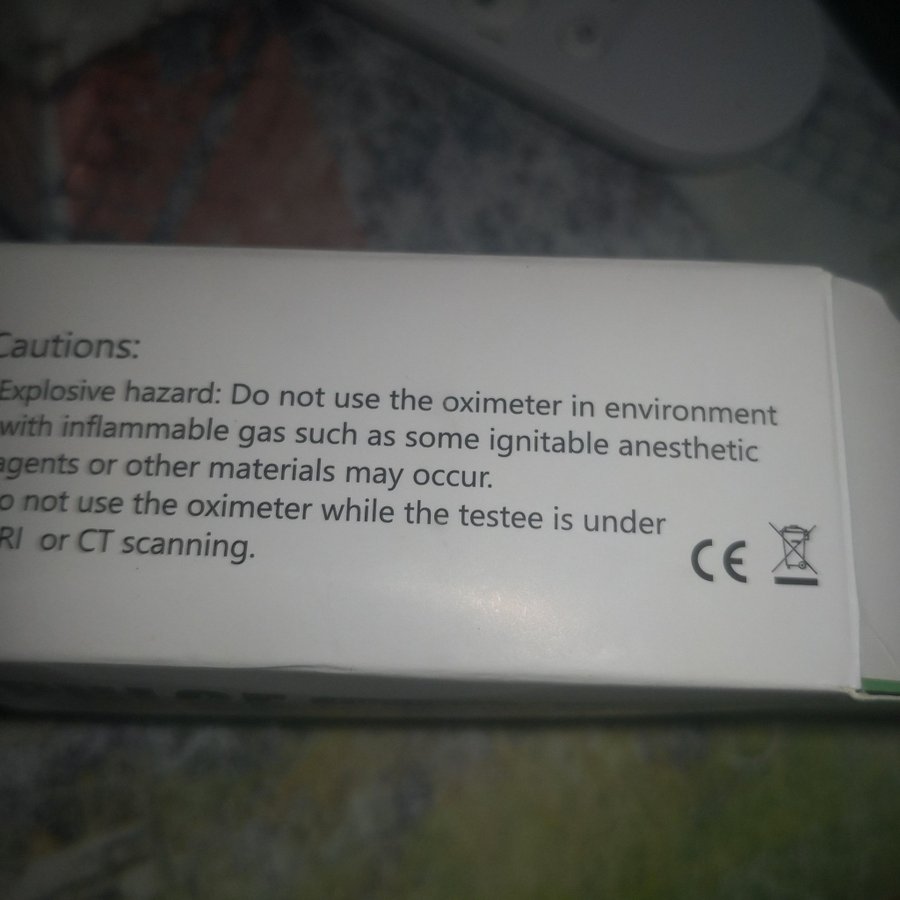 Cautions:
Explosive hazard: Do not use the oximeter in environment
with inflammable gas such as some ignitable anesthetic
agents or other materials may occur.
o not use the oximeter while the testee is under
RI or CT scanning.
CE